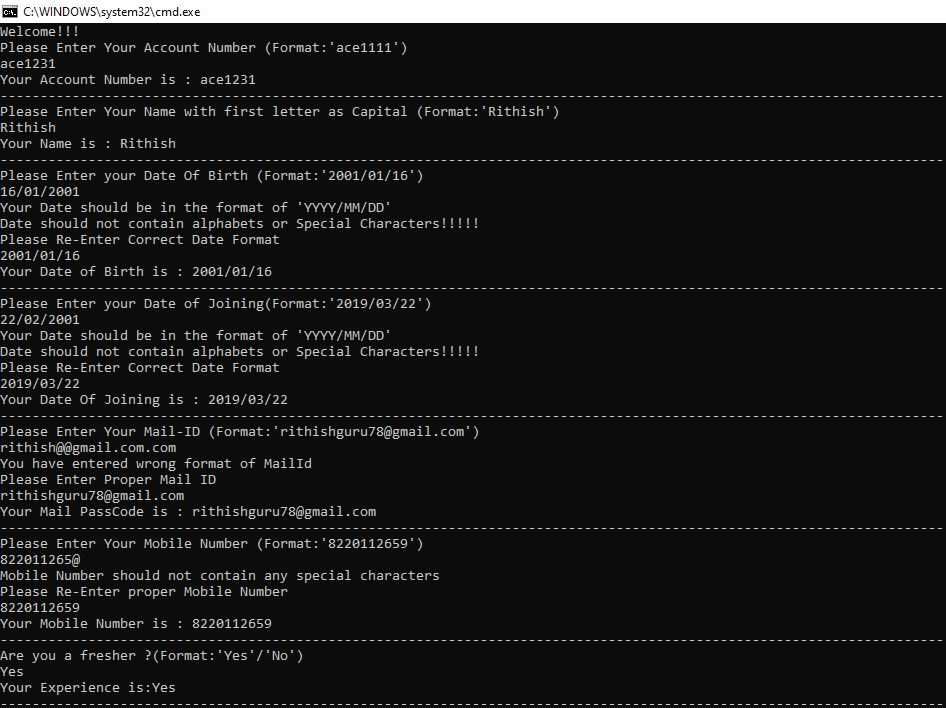 C:\WINDOWS\system32\cmd.exe
Welcome!!!
Please Enter Your Account Number (Format:'ace1111')
ace1231
Your Account Number is : ace1231
----------------------------------------------------------------------------------------------------------------------
Please Enter Your Name with first letter as Capital (Format:'Rithish')
Rithish
Your Name is : Rithish
----------------------------------------------------------------------------------------------------------------------
Please Enter your Date Of Birth (Format:'2001/01/16')
16/01/2001
Your Date should be in the format of 'YYYY/MM/DD'
Date should not contain alphabets or Special Characters!!!!!
Please Re-Enter Correct Date Format
2001/01/16
Your Date of Birth is : 2001/01/16
----------------------------------------------------------------------------------------------------------------------
Please Enter your Date of Joining(Format:'2019/03/22')
22/02/2001
Your Date should be in the format of 'YYYY/MM/DD'
Date should not contain alphabets or Special Characters!!!!!
Please Re-Enter Correct Date Format
2019/03/22
Your Date Of Joining is : 2019/03/22
----------------------------------------------------------------------------------------------------------------------
Please Enter Your Mail-ID (Format:'rithishguru78@gmail.com')
rithish@@gmail.com.com
You have entered wrong format of MailId
Please Enter Proper Mail ID
rithishguru78@gmail.com
Your Mail PassCode is : rithishguru78@gmail.com
----------------------------------------------------------------------------------------------------------------------
Please Enter Your Mobile Number (Format:'8220112659')
822011265@
Mobile Number should not contain any special characters
Please Re-Enter proper Mobile Number
8220112659
Your Mobile Number is : 8220112659
----------------------------------------------------------------------------------------------------------------------
Are you a fresher ?(Format:'Yes'/'No')
Yes
Your Experience is:Yes
----------------------------------------------------------------------------------------------------------------------